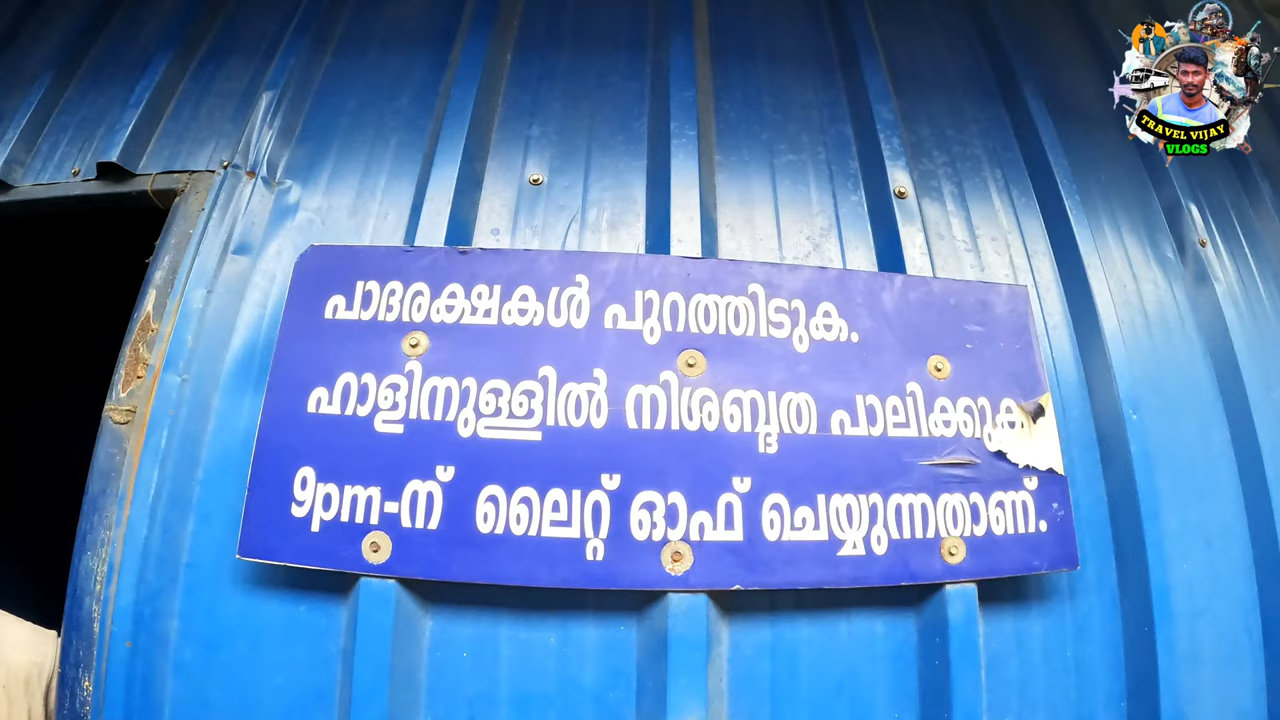 TRAVEL VIJAY
VLOGS
പാദരക്ഷകൾ പുറത്തിടുക.
ഹാളിനുള്ളിൽ നിശബ്ദത പാലിക്കുക
9pm-ന് ലൈറ്റ് ഓഫ് ചെയ്യുന്നതാണ്.